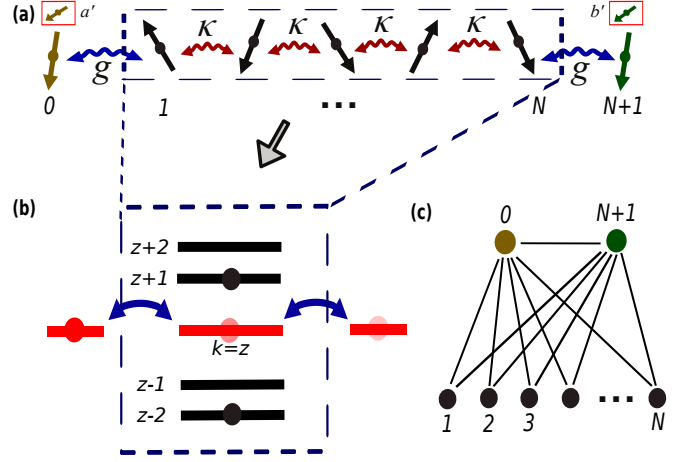 (a) a' κ κ κ κ b'
g g
0 1 ... N N+1
(b) (c)
0 N+1
z+2
z+1
k=z
z-1
z-2
1 2 3 ... N